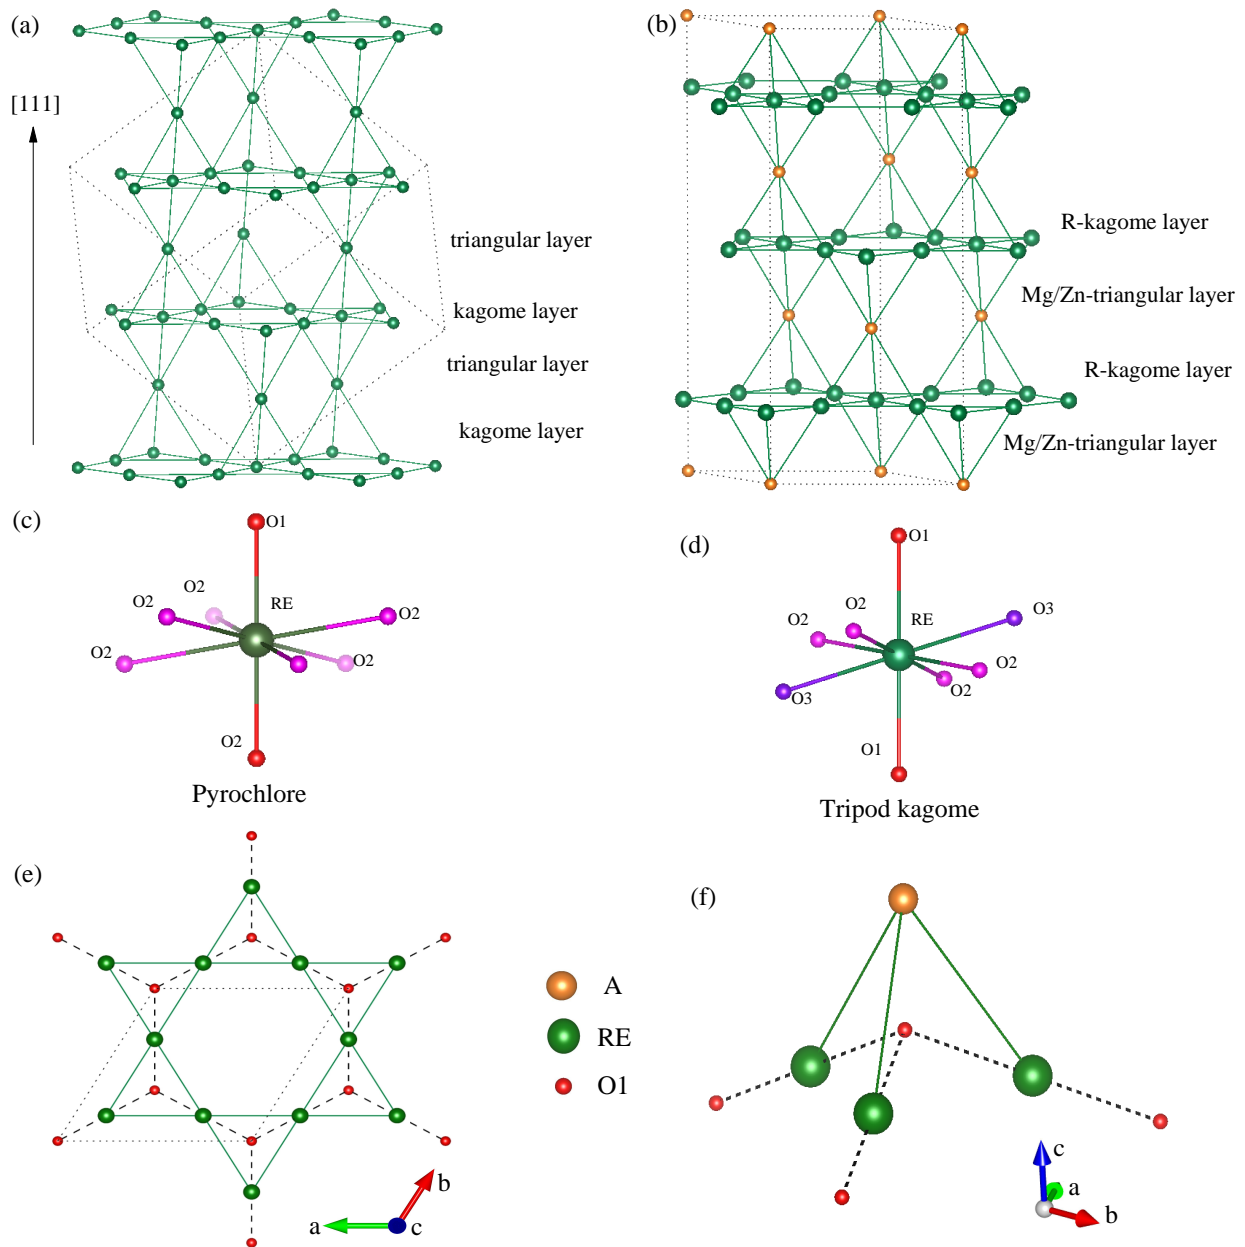 (a)
(b)
[111]
triangular layer
kagome layer
triangular layer
kagome layer
R-kagome layer
Mg/Zn-triangular layer
R-kagome layer
Mg/Zn-triangular layer
(c)
O1
O2
O2
RE
O2
O2
O2
O2
Pyrochlore
(d)
O1
O2
RE
O3
O2
O2
O2
O3
O1
Tripod kagome
(e)
a
b
c
A
RE
O1
(f)
c
a
b